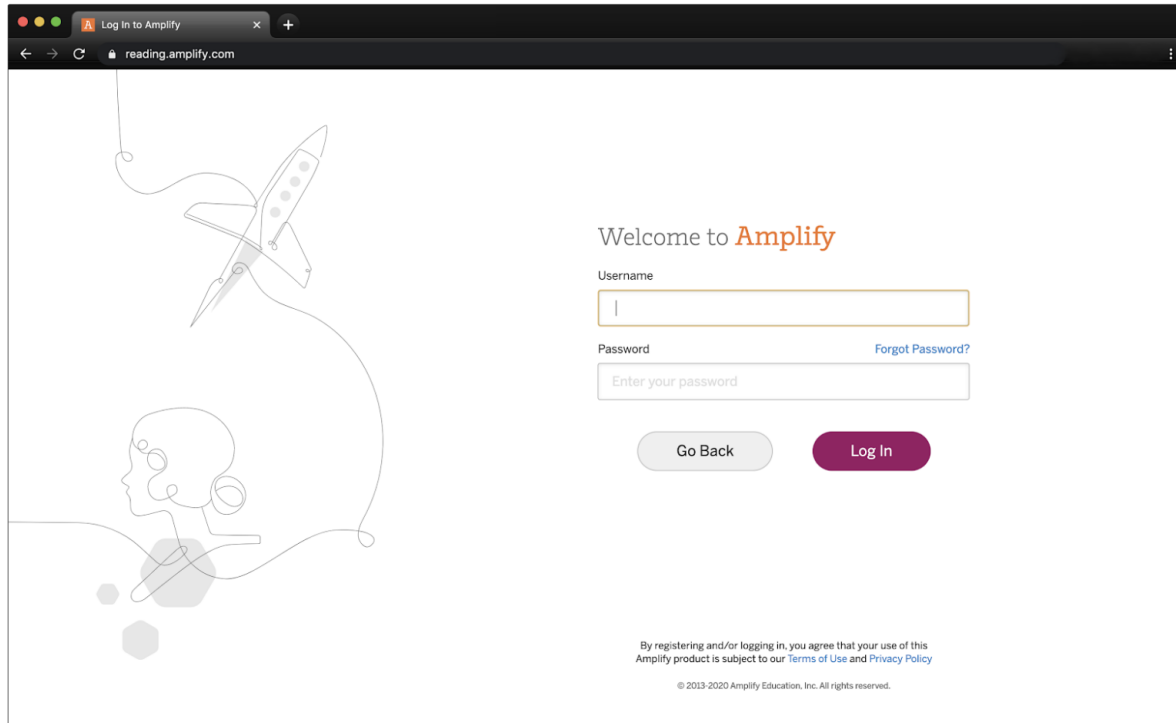 A Log In to Amplify
reading.amplify.com
Welcome to Amplify
Username
Password Forgot Password?
Enter your password
Go Back Log In
By registering and/or logging in, you agree that your use of this
Amplify product is subject to our Terms of Use and Privacy Policy
© 2013-2020 Amplify Education, Inc. All rights reserved.